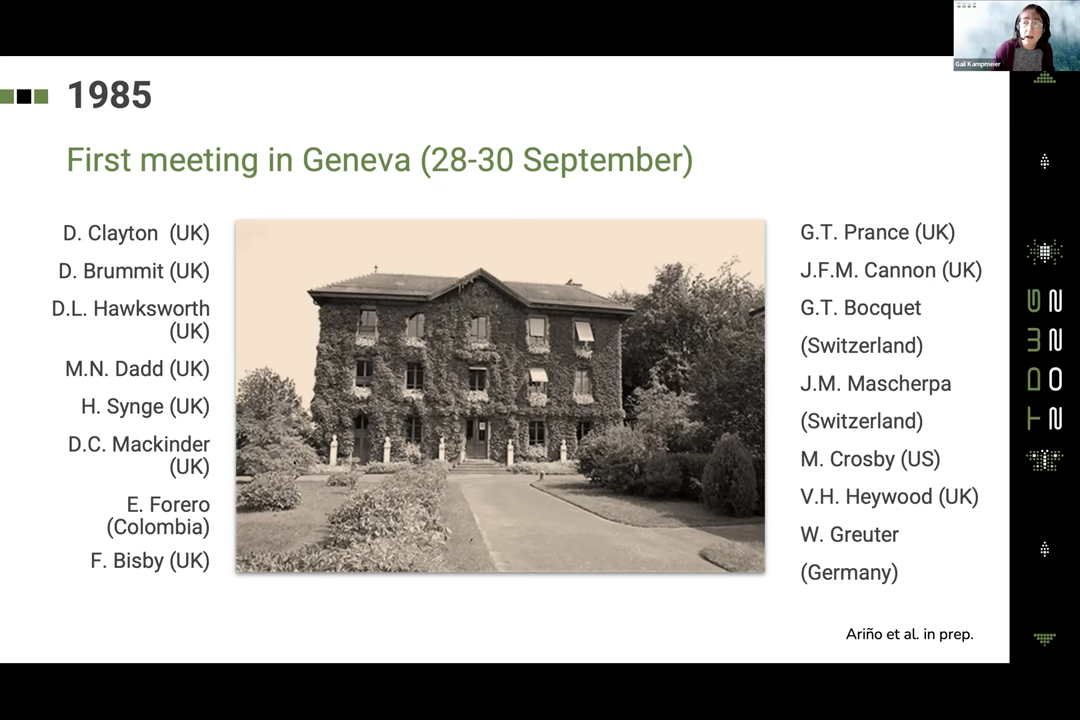 Gail Kampmeier
1985
First meeting in Geneva (28-30 September)
D. Clayton (UK)
D. Brummit (UK)
D.L. Hawksworth
(UK)
M.N. Dadd (UK)
H. Synge (UK)
D.C. Mackinder
(UK)
E. Forero
(Colombia)
F. Bisby (UK)
G.T. Prance (UK)
J.F.M. Cannon (UK)
G.T. Bocquet
(Switzerland)
J.M. Mascherpa
(Switzerland)
M. Crosby (US)
V.H. Heywood (UK)
W. Greuter
(Germany)
Ariño et al. in prep.
TDWG
2022